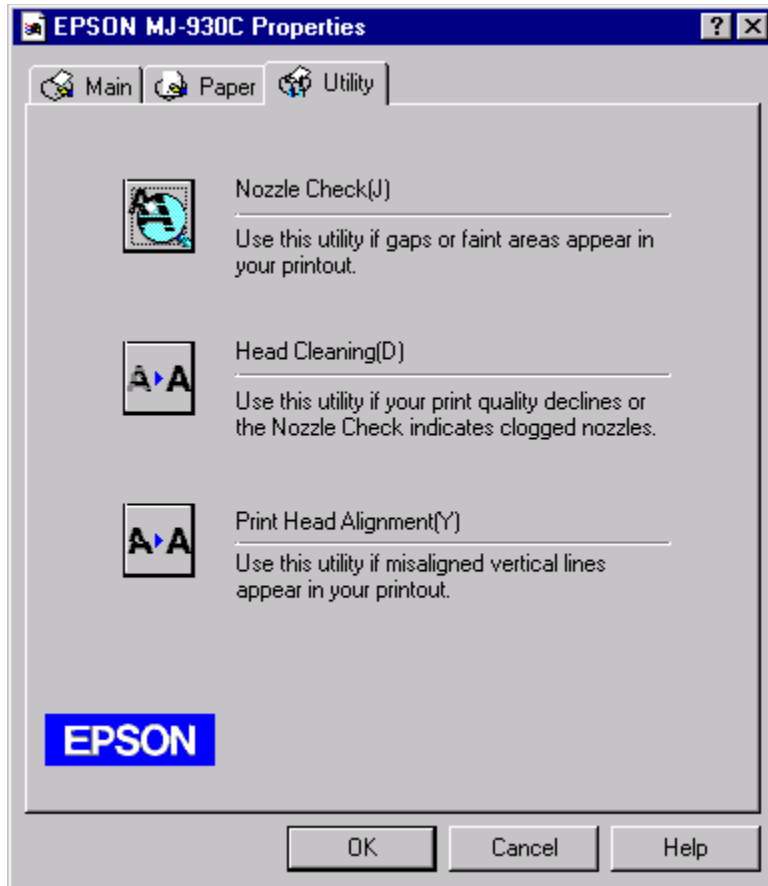 EPSON MJ-930C Properties
Main
Paper
Utility
Nozzle Check(J)
Use this utility if gaps or faint areas appear in
your printout.
Head Cleaning(D)
Use this utility if your print quality declines or
the Nozzle Check indicates clogged nozzles.
Print Head Alignment(Y)
Use this utility if misaligned vertical lines
appear in your printout.
EPSON
OK
Cancel
Help